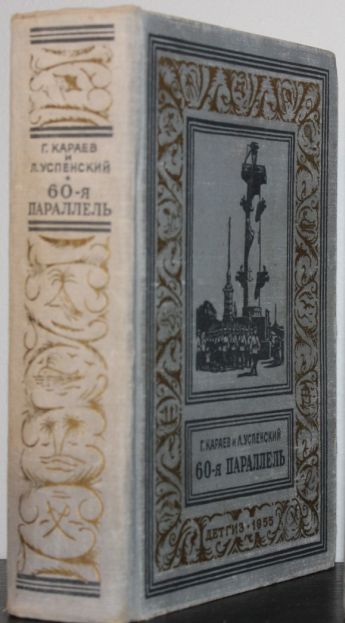 Г. КАРАЕВ
И
Л. УСПЕНСКИЙ
60-я
ПАРАЛЛЕЛЬ
Г. КАРАЕВ И Л. УСПЕНСКИЙ
60-я ПАРАЛЛЕЛЬ
ДЕТГИЗ • 1955